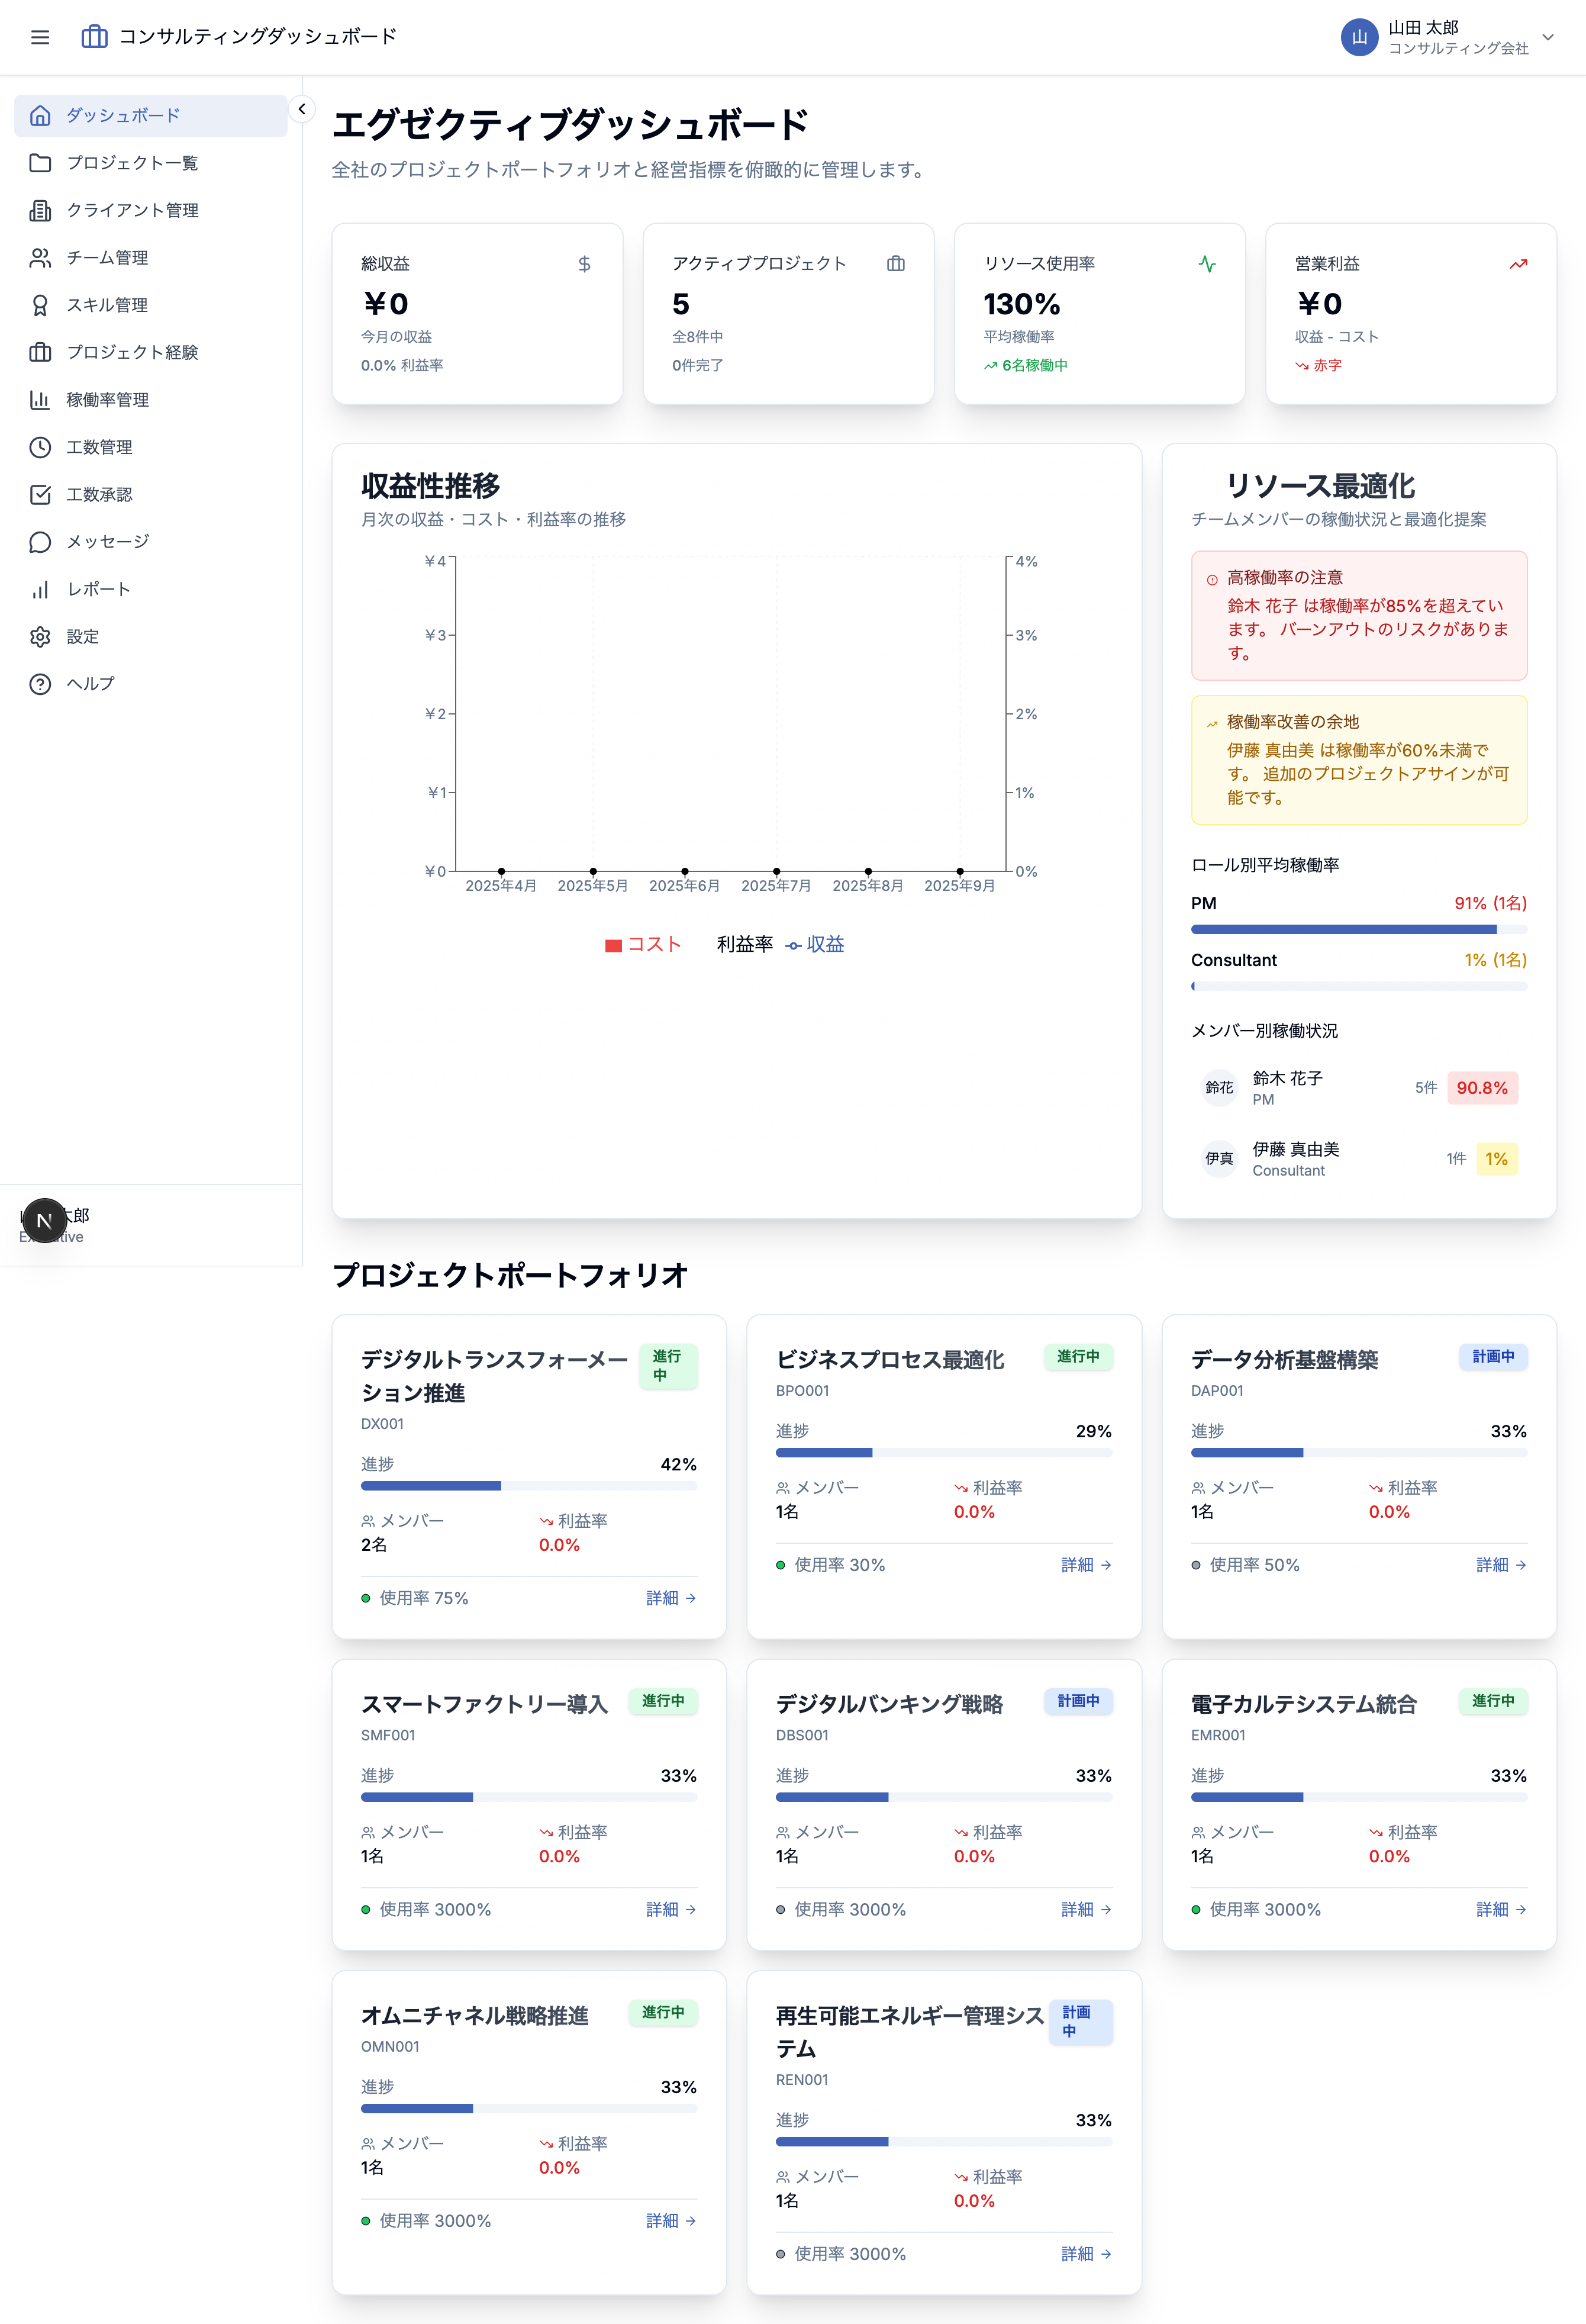 コンサルティングダッシュボード
山
山田 太郎
コンサルティング会社
ダッシュボード
プロジェクト一覧
クライアント管理
チーム管理
スキル管理
プロジェクト経験
稼働率管理
工数管理
工数承認
メッセージ
レポート
設定
ヘルプ
太郎
N
エグゼクティブダッシュボード
全社のプロジェクトポートフォリオと経営指標を俯瞰的に管理します。
総収益
¥0
今月の収益
0.0% 利益率
アクティブプロジェクト
5
全8件中
0件完了
リソース使用率
130%
平均稼働率
6名稼働中
営業利益
¥0
収益 - コスト
赤字
収益性推移
月次の収益・コスト・利益率の推移
¥4
¥3
¥2
¥1
¥0
4%
3%
2%
1%
0%
2025年4月 2025年5月 2025年6月 2025年7月 2025年8月 2025年9月
コスト 利益率 収益
リソース最適化
チームメンバーの稼働状況と最適化提案
高稼働率の注意
鈴木 花子 は稼働率が85%を超えてい
ます。 バーンアウトのリスクがありま
す。
稼働率改善の余地
伊藤 真由美 は稼働率が60%未満で
す。 追加のプロジェクトアサインが可
能です。
ロール別平均稼働率
PM 91% (1名)
Consultant 1% (1名)
メンバー別稼働状況
鈴花
鈴木 花子
PM
5件 90.8%
伊真
伊藤 真由美
Consultant
1件 1%
プロジェクトポートフォリオ
デジタルトランスフォーメー
ション推進
進行
中
DX001
進捗 42%
メンバー 利益率
2名 0.0%
使用率 75% 詳細 →
ビジネスプロセス最適化 進行中
BPO001
進捗 29%
メンバー 利益率
1名 0.0%
使用率 30% 詳細 →
データ分析基盤構築 計画中
DAP001
進捗 33%
メンバー 利益率
1名 0.0%
使用率 50% 詳細 →
スマートファクトリー導入 進行中
SMF001
進捗 33%
メンバー 利益率
1名 0.0%
使用率 3000% 詳細 →
デジタルバンキング戦略 計画中
DBS001
進捗 33%
メンバー 利益率
1名 0.0%
使用率 3000% 詳細 →
電子カルテシステム統合 進行中
EMR001
進捗 33%
メンバー 利益率
1名 0.0%
使用率 3000% 詳細 →
オムニチャネル戦略推進 進行中
OMN001
進捗 33%
メンバー 利益率
1名 0.0%
使用率 3000% 詳細 →
再生可能エネルギー管理シス
テム
計画
中
REN001
進捗 33%
メンバー 利益率
1名 0.0%
使用率 3000% 詳細 →